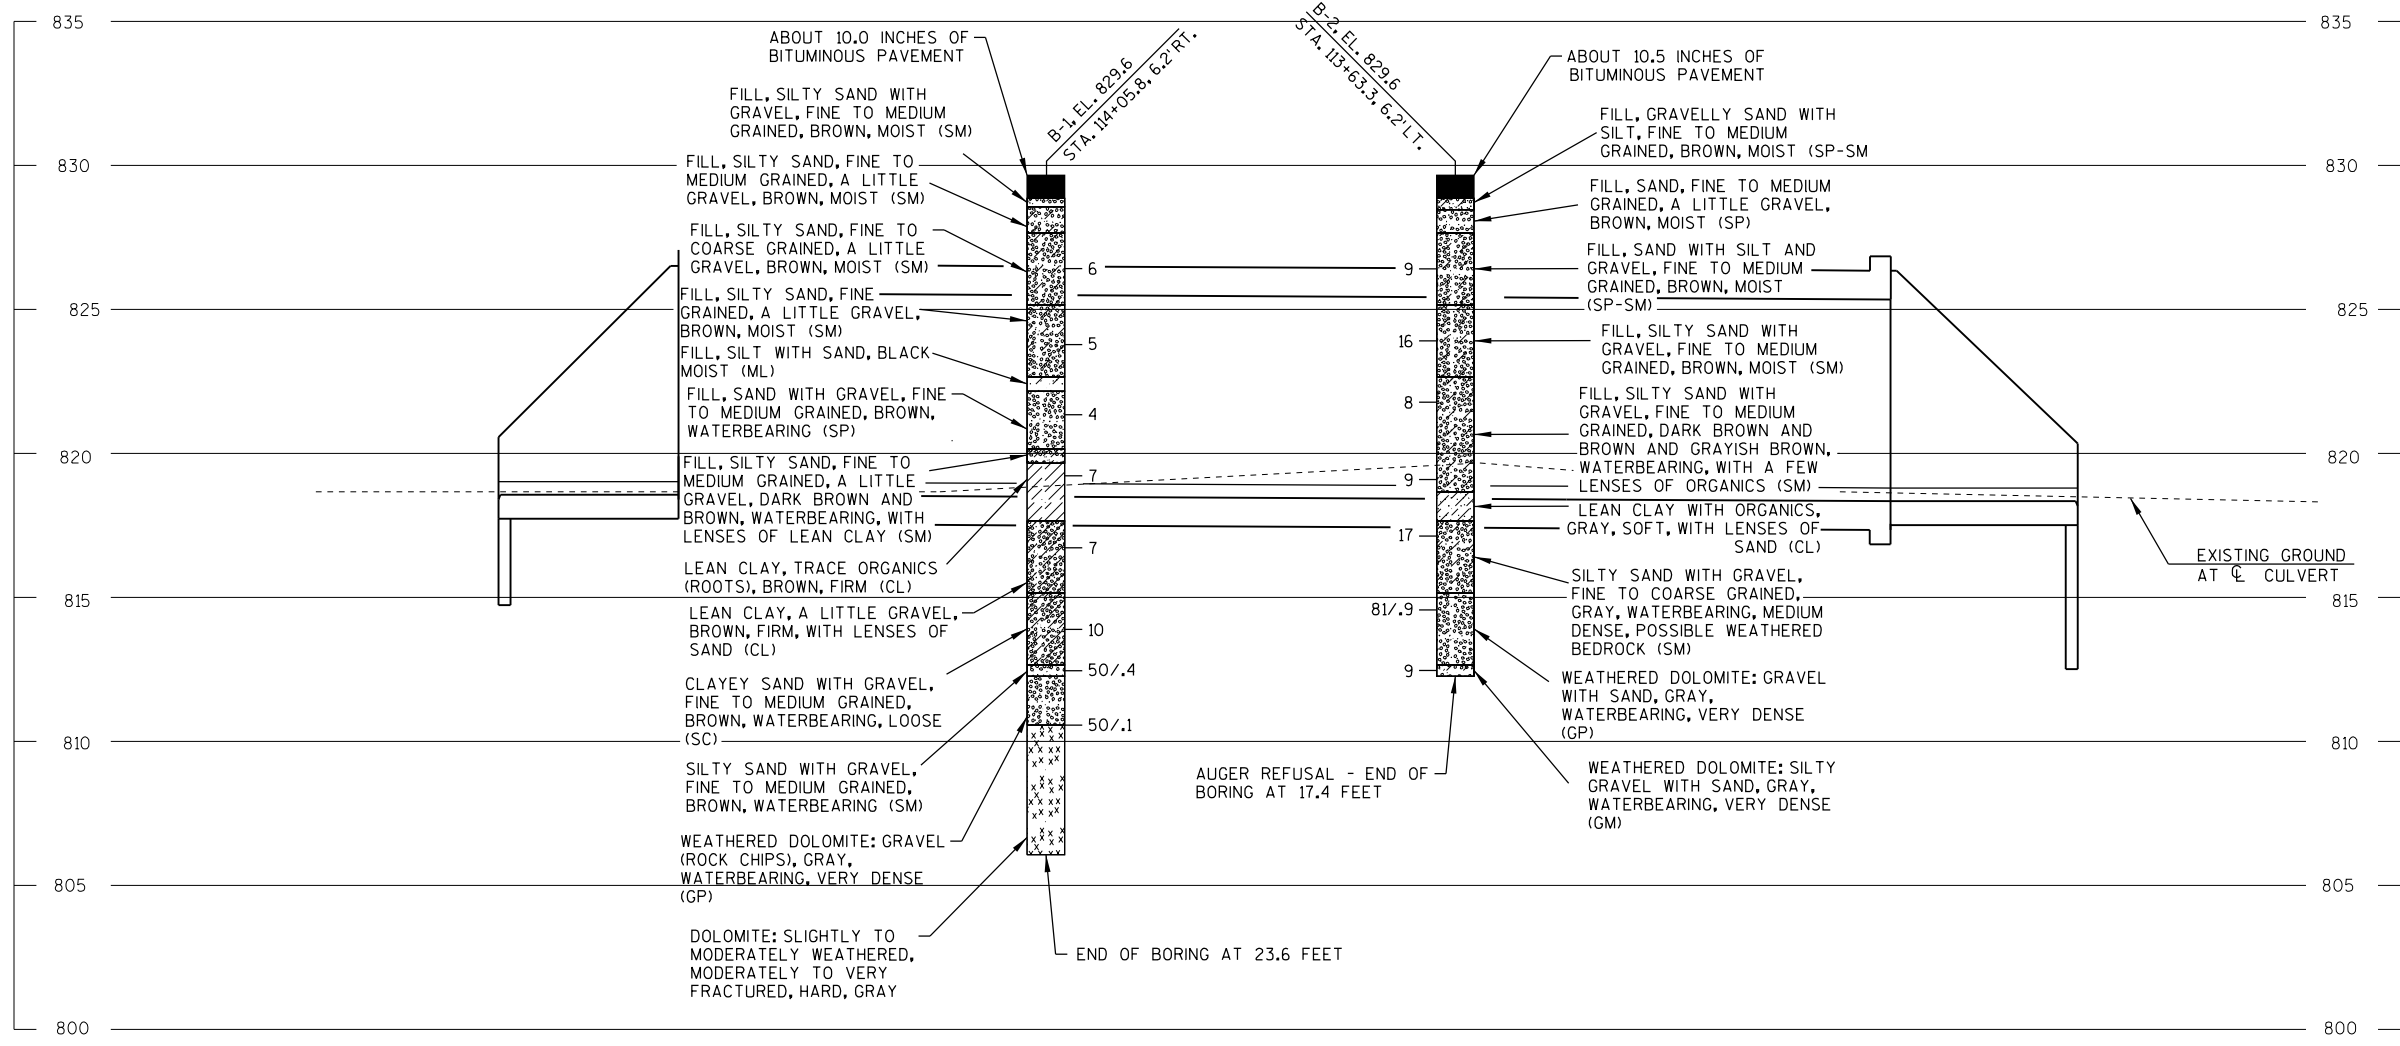 835
830
825
820
815
810
805
800
ABOUT 10.0 INCHES OF
BITUMINOUS PAVEMENT
FILL, SILTY SAND WITH
GRAVEL, FINE TO MEDIUM
GRAINED, BROWN, MOIST (SM)
FILL, SILTY SAND, FINE TO
MEDIUM GRAINED, A LITTLE
GRAVEL, BROWN, MOIST (SM)
FILL, SILTY SAND, FINE TO
COARSE GRAINED, A LITTLE
GRAVEL, BROWN, MOIST (SM)
FILL, SILTY SAND, FINE
GRAINED, A LITTLE GRAVEL,
BROWN, MOIST (SM)
FILL, SILT WITH SAND, BLACK
MOIST (ML)
FILL, SAND WITH GRAVEL, FINE
TO MEDIUM GRAINED, BROWN,
WATERBEARING (SP)
FILL, SILTY SAND, FINE TO
MEDIUM GRAINED, A LITTLE
GRAVEL, DARK BROWN AND
BROWN, WATERBEARING, WITH
LENSES OF LEAN CLAY (SM)
LEAN CLAY, TRACE ORGANICS
(ROOTS), BROWN, FIRM (CL)
LEAN CLAY, A LITTLE GRAVEL,
BROWN, FIRM, WITH LENSES OF
SAND (CL)
CLAYEY SAND WITH GRAVEL,
FINE TO MEDIUM GRAINED,
BROWN, WATERBEARING, LOOSE
(SC)
SILTY SAND WITH GRAVEL,
FINE TO MEDIUM GRAINED,
BROWN, WATERBEARING (SM)
WEATHERED DOLOMITE: GRAVEL
(ROCK CHIPS), GRAY,
WATERBEARING, VERY DENSE
(GP)
DOLOMITE: SLIGHTLY TO
MODERATELY WEATHERED,
MODERATELY TO VERY
FRACTURED, HARD, GRAY
B-1, EL. 829.6
STA. 114+05.8, 6.2' RT.
6
5
4
7
7
10
50/.4
50/.1
END OF BORING AT 23.6 FEET
B-2, EL. 829.6
STA. 113+63.3, 6.2' LT.
9
16
8
9
17
81/.9
9
AUGER REFUSAL - END OF
BORING AT 17.4 FEET
ABOUT 10.5 INCHES OF
BITUMINOUS PAVEMENT
FILL, GRAVELLY SAND WITH
SILT, FINE TO MEDIUM
GRAINED, BROWN, MOIST (SP-SM
FILL, SAND, FINE TO MEDIUM
GRAINED, A LITTLE GRAVEL,
BROWN, MOIST (SP)
FILL, SAND WITH SILT AND
GRAVEL, FINE TO MEDIUM
GRAINED, BROWN, MOIST
(SP-SM)
FILL, SILTY SAND WITH
GRAVEL, FINE TO MEDIUM
GRAINED, BROWN, MOIST (SM)
FILL, SILTY SAND WITH
GRAVEL, FINE TO MEDIUM
GRAINED, DARK BROWN AND
BROWN AND GRAYISH BROWN,
WATERBEARING, WITH A FEW
LENSES OF ORGANICS (SM)
LEAN CLAY WITH ORGANICS,
GRAY, SOFT, WITH LENSES OF
SAND (CL)
SILTY SAND WITH GRAVEL,
FINE TO COARSE GRAINED,
GRAY, WATERBEARING, MEDIUM
DENSE, POSSIBLE WEATHERED
BEDROCK (SM)
WEATHERED DOLOMITE: GRAVEL
WITH SAND, GRAY,
WATERBEARING, VERY DENSE
(GP)
WEATHERED DOLOMITE: SILTY
GRAVEL WITH SAND, GRAY,
WATERBEARING, VERY DENSE
(GM)
EXISTING GROUND
AT ℄ CULVERT
835
830
825
820
815
810
805
800